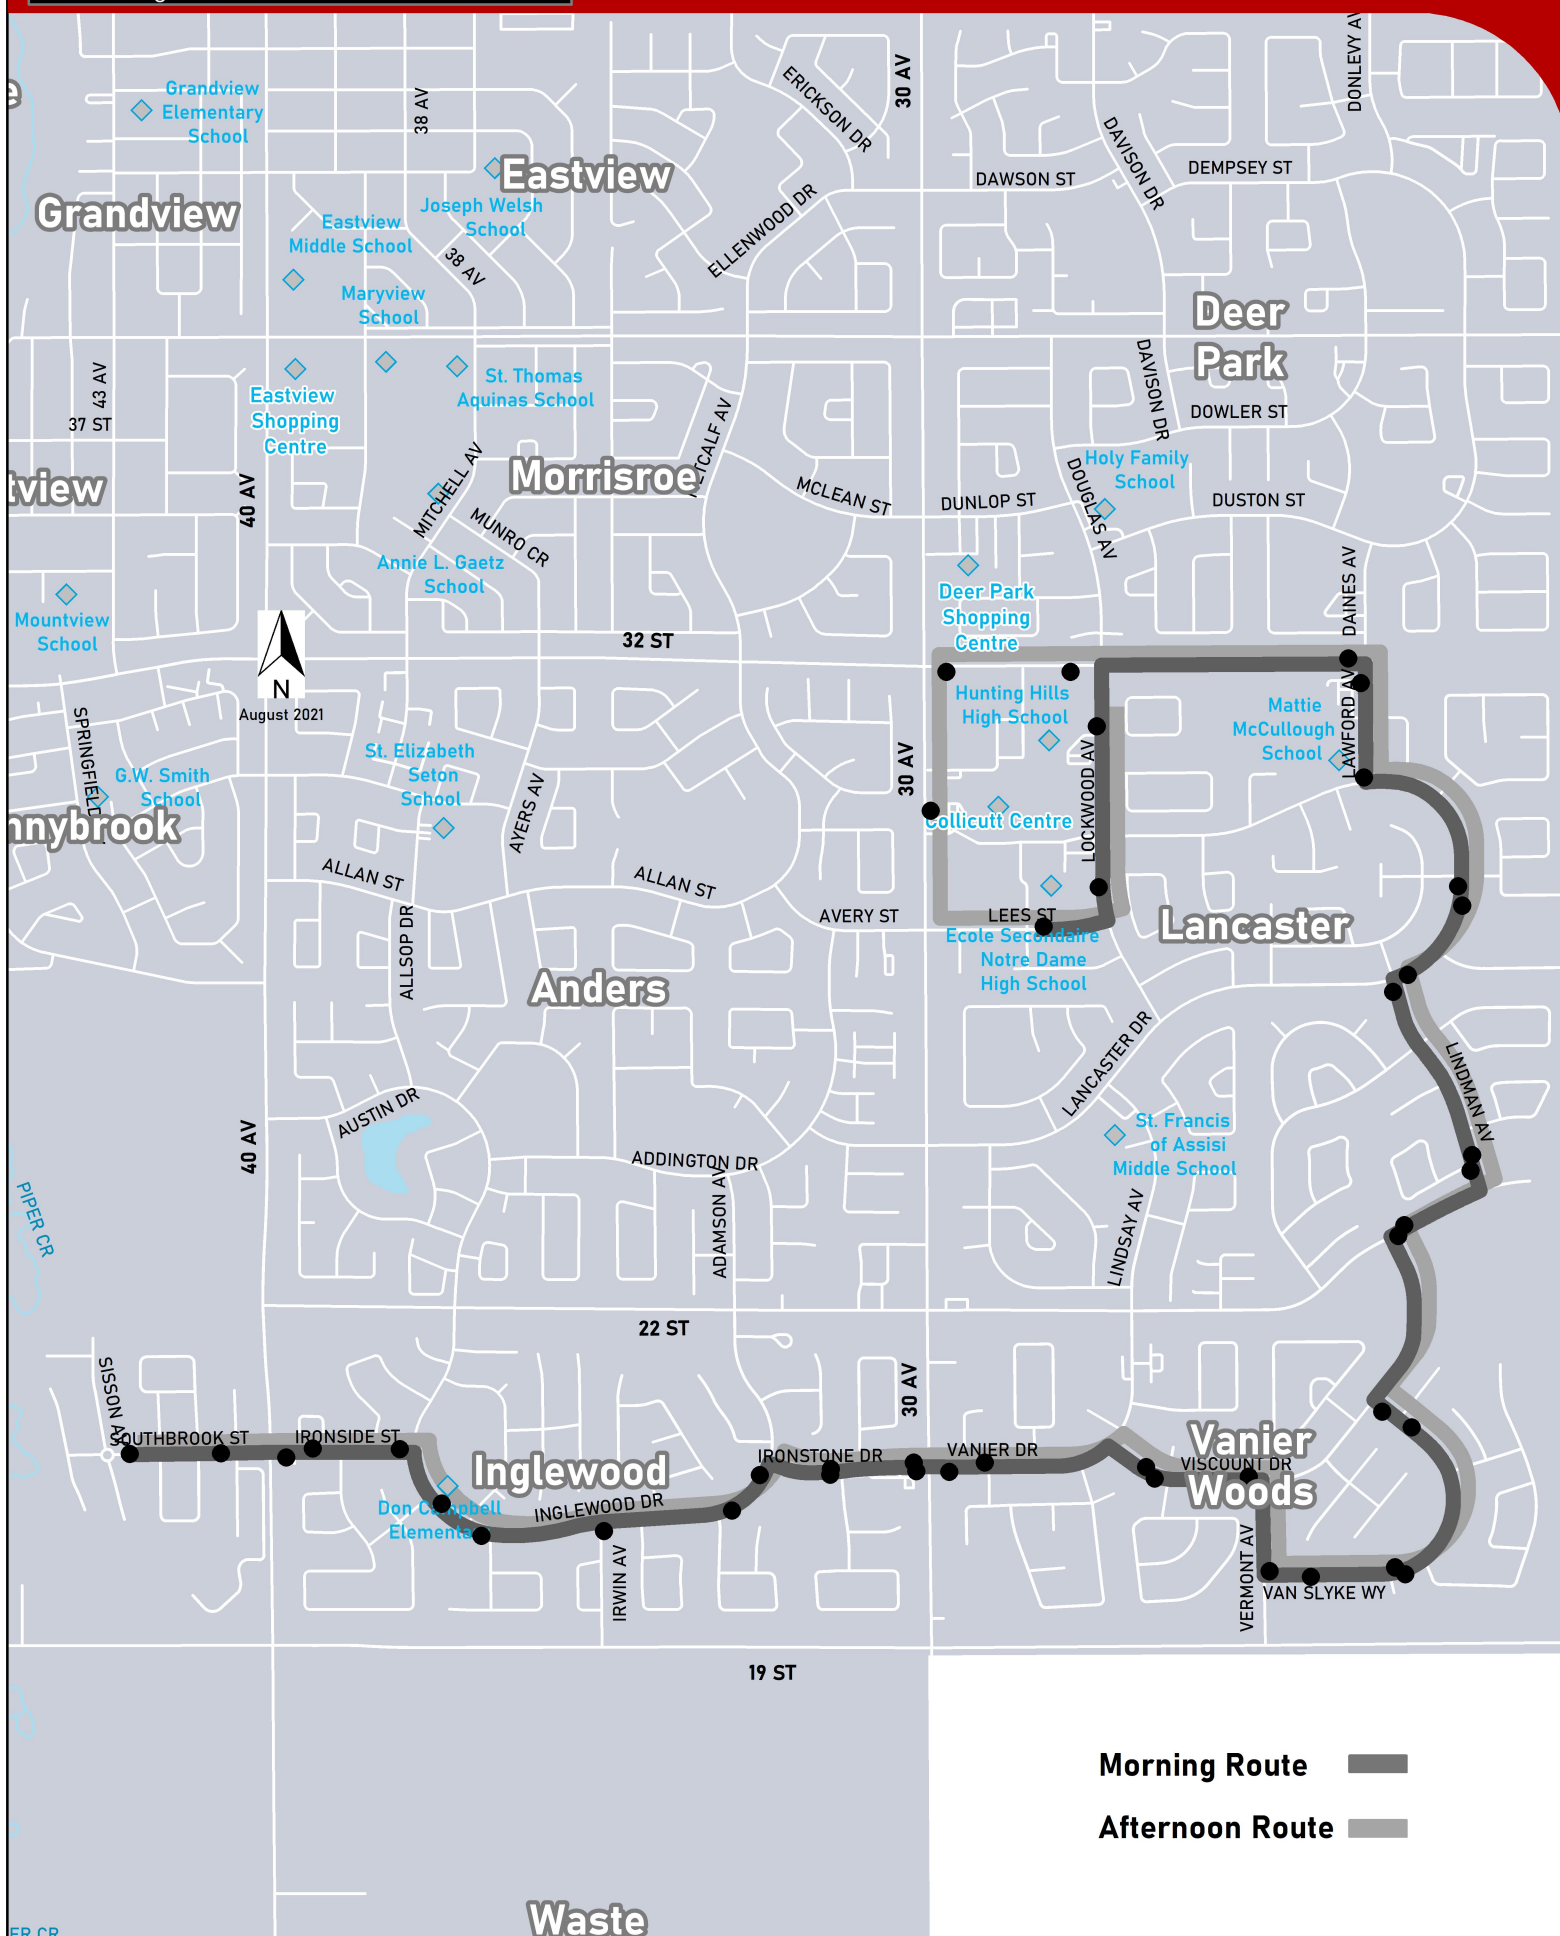 DONLEVY AV
30 AV
ERICKSON DR
38 AV
Grandview
Elementary
School
DAVISON DR
DEMPSEY ST
DAWSON ST
Eastview
Joseph Welsh
School
Grandview
Eastview
Middle School
38 AV
ELLENWOOD DR
Maryview
School
Deer
Park
43 AV
37 ST
Eastview
Shopping
Centre
St. Thomas
Aquinas School
DAVISON DR
DOWLER ST
Holy Family
School
40 AV
MITCHELL AV
Morrisroe
MCLEAN ST
DUNLOP ST
DOUGLAS AV
DUSTON ST
MUNRO CR
Annie L. Gaetz
School
Deer Park
Shopping
Centre
DAINES AV
Mountview
School
32 ST
N
August 2021
Hunting Hills
High School
Mattie
McCullough
School
LAWFORD AV
SPRINGFIELD
G.W. Smith
School
St. Elizabeth
Seton
School
AYERS AV
30 AV
LOCKWOOD AV
Collicutt Centre
ALLAN ST
ALLAN ST
AVERY ST
LEES ST
Ecole Secondaire
Notre Dame
High School
Lancaster
ALLSOP DR
Anders
LANCASTER DR
LINDMAN AV
AUSTIN DR
40 AV
ADDINGTON DR
ADAMSON AV
St. Francis
of Assisi
Middle School
PIPER CR
LINDSAY AV
22 ST
SISSON AV
SOUTHBROOK ST
IRONSIDE ST
30 AV
Inglewood
IRONSTONE DR
VANIER DR
Vanier
Woods
VISCOUNT DR
Don Campbell
INGLEWOOD DR
IRWIN AV
VERMONT AV
VAN SLYKE WY
19 ST
Morning Route
Afternoon Route
Waste